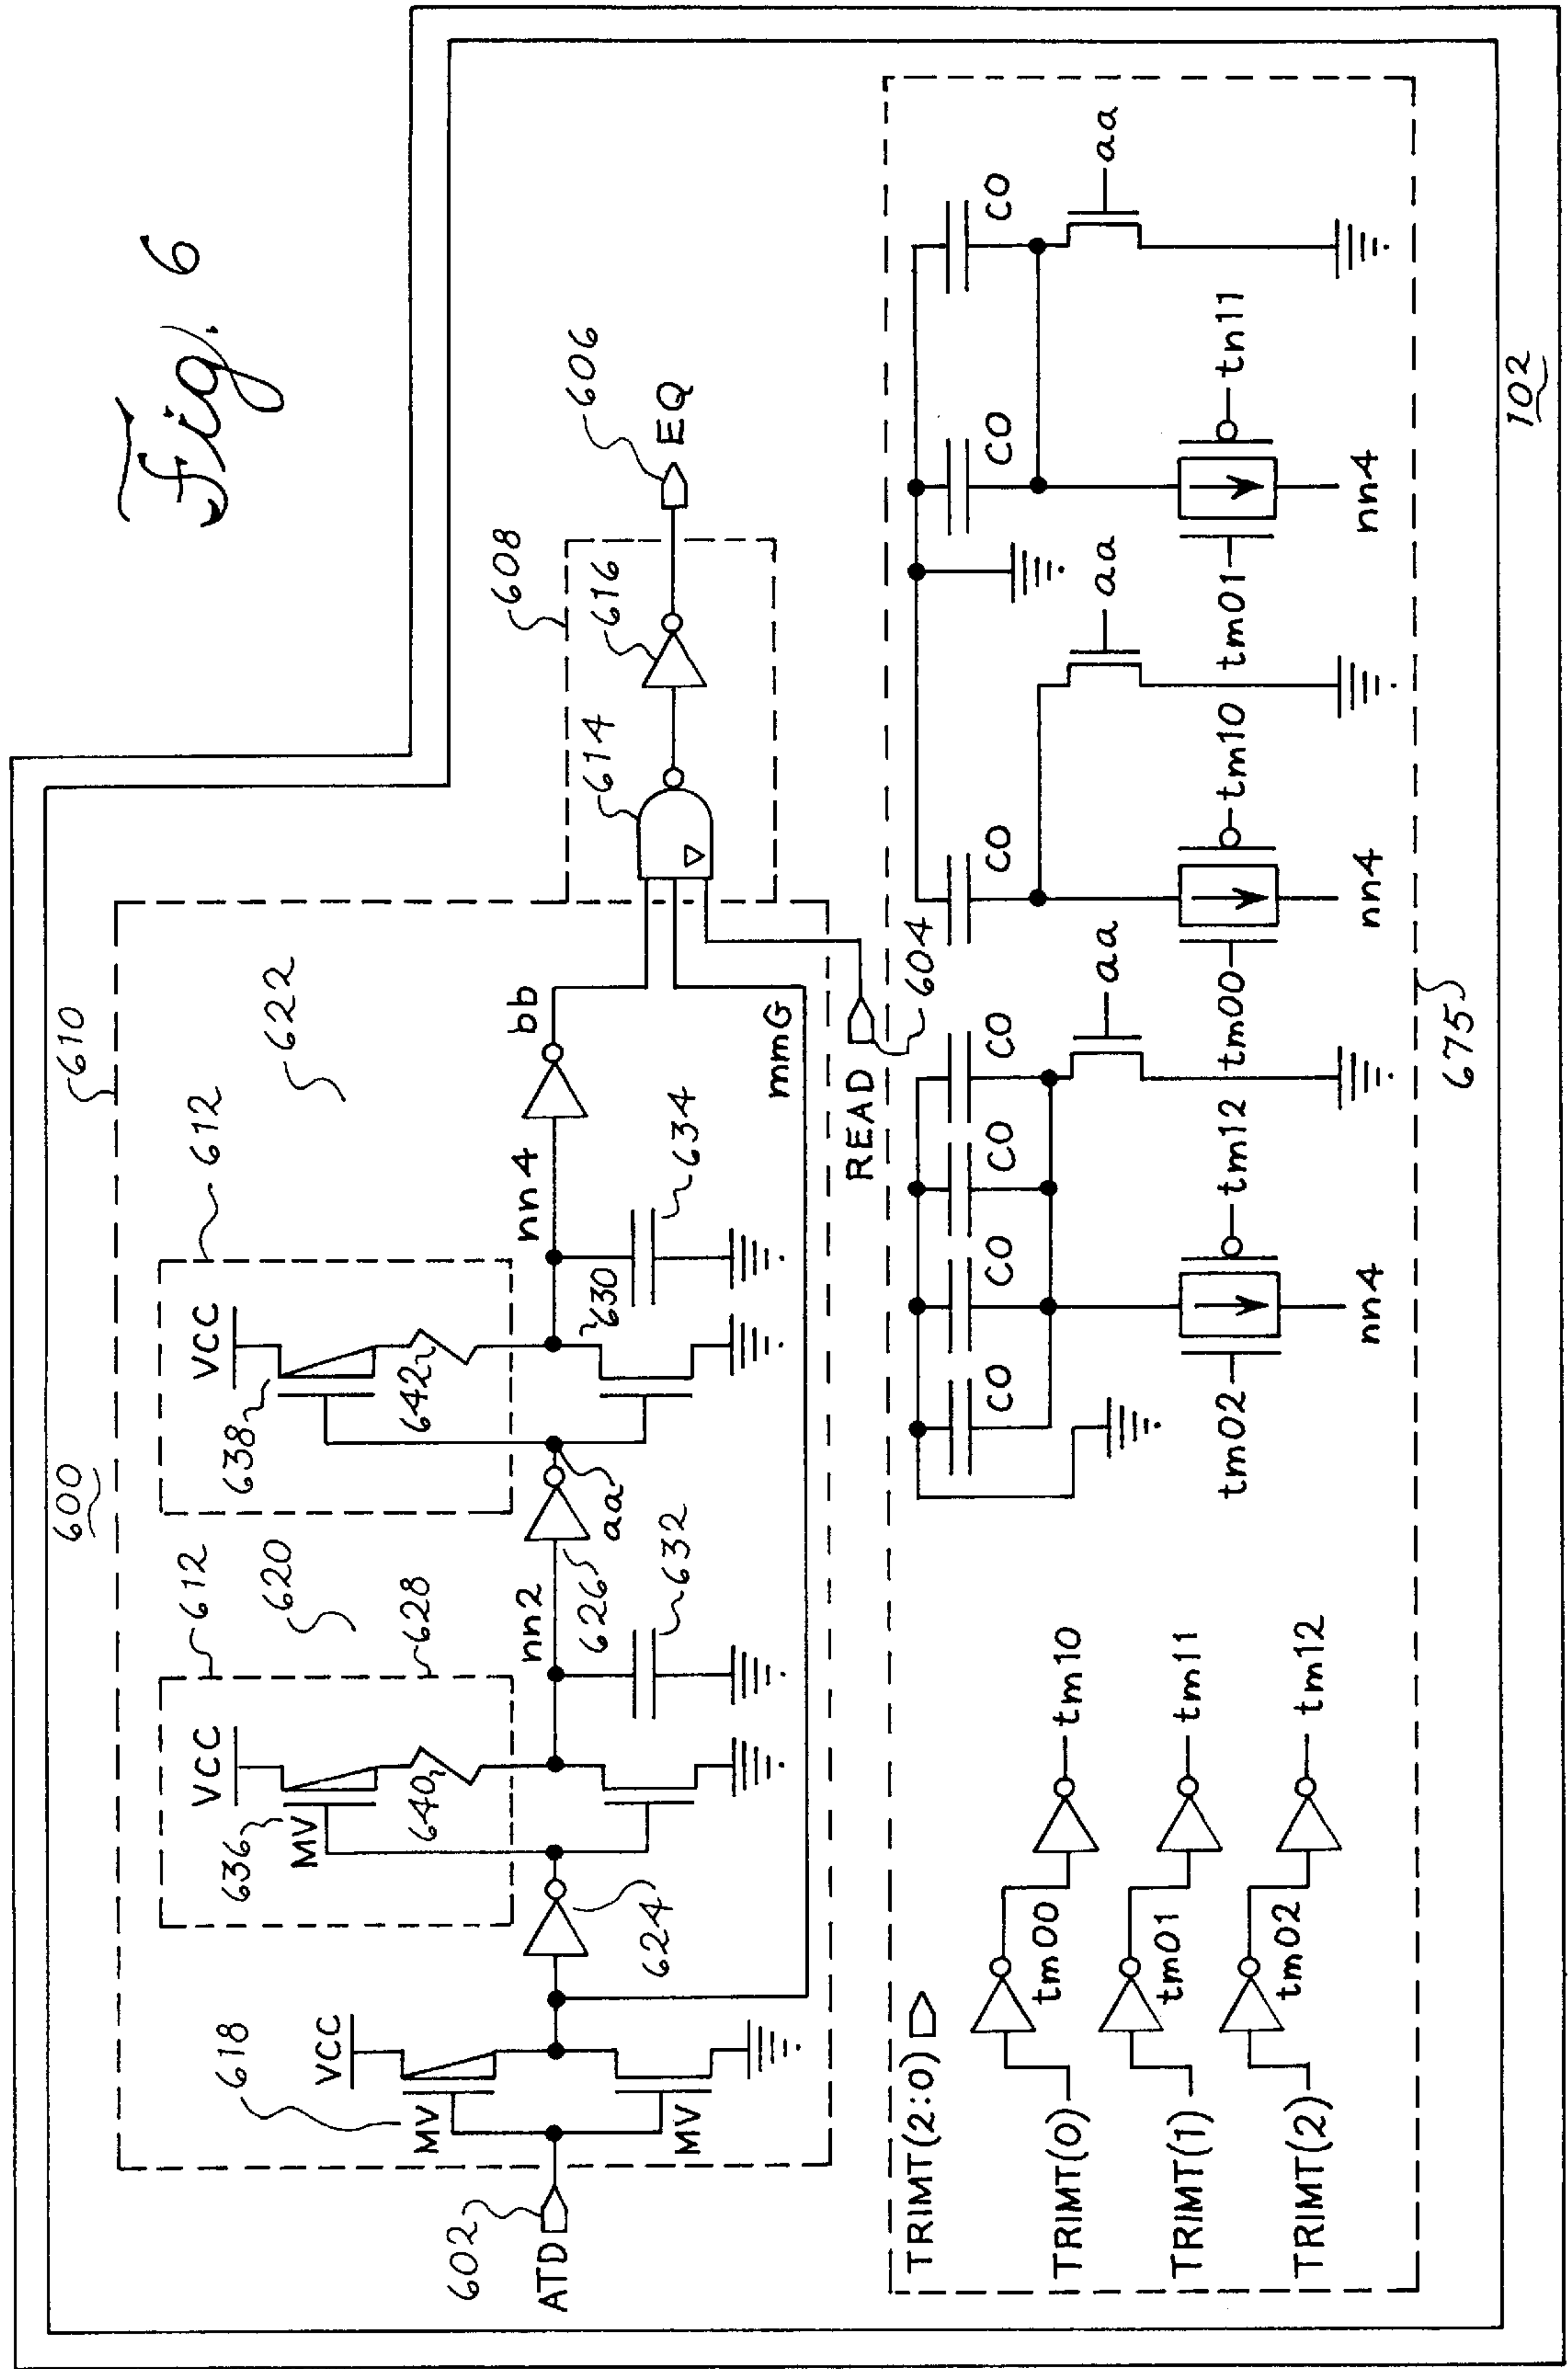 Fig. 6
600
610
612
620
628
612
622
608
606
602
ATD
618
VCC
MV
MV
624
VCC
636
MV
640
nn2
632
626
aa
VCC
638
642
630
nn4
634
bb
mmG
614
616
EQ
READ
604
TRIMT(2:0)
TRIMT(0)
tm00
tm10
TRIMT(1)
tm01
tm11
TRIMT(2)
tm02
tm12
CO
CO
CO
CO
aa
tm02
tm12
nn4
CO
aa
tm00
tm10
nn4
CO
CO
aa
tm01
tn11
nn4
675
102